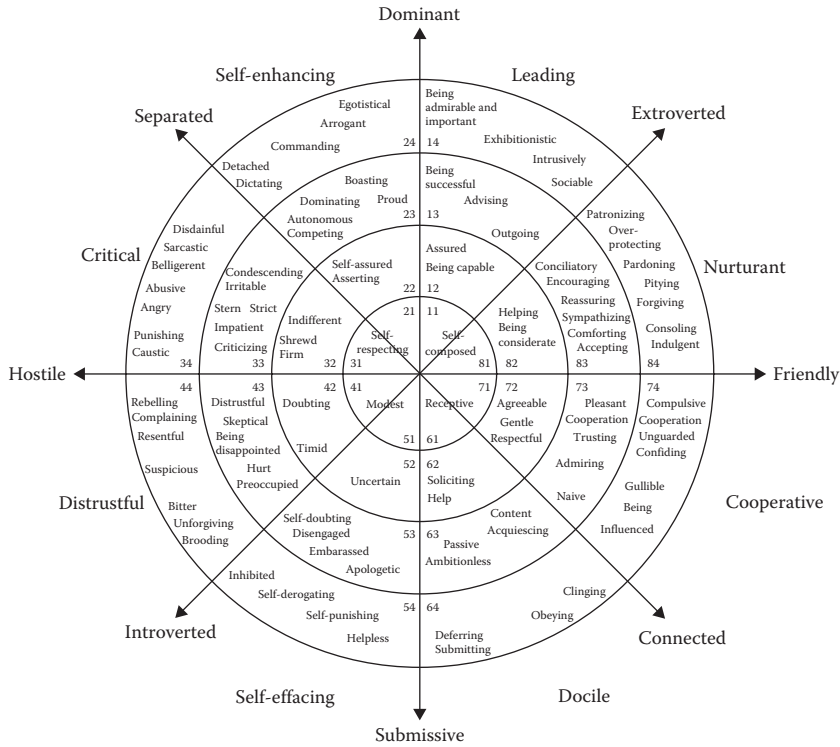 Dominant
Self-enhancing
Leading
Separated
Extroverted
Egotistical
Arrogant
Commanding
24
14
Being
admirable and
important
Exhibitionistic
Intrusively
Sociable
Detached
Dictating
Boasting
Dominating
Proud
Autonomous
Competing
23
13
Being
successful
Advising
Outgoing
Patronizing
Over-
protecting
Pardoning
Pitying
Forgiving
Consoling
Indulgent
Critical
Nurturant
Disdainful
Sarcastic
Belligerent
Abusive
Angry
Punishing
Caustic
34
Condescending
Irritable
Stern Strict
Impatient
Criticizing
33
Self-assured
Asserting
22
12
Assured
Being capable
Conciliatory
Encouraging
Reassuring
Sympathizing
Comforting
Accepting
Indifferent
Shrewd
Firm
32
21
11
Self-
respecting
31
Self-
composed
81
Helping
Being
considerate
82
83
84
Hostile
Friendly
44
43
42
41
71
72
73
74
Rebelling
Complaining
Resentful
Suspicious
Bitter
Unforgiving
Brooding
Distrustful
Skeptical
Being
disappointed
Hurt
Preoccupied
Doubting
Timid
Modest
Receptive
51
61
Agreeable
Gentle
Respectful
Pleasant
Cooperation
Trusting
Admiring
Naive
Compulsive
Cooperation
Unguarded
Confiding
Gullible
Being
Influenced
Distrustful
Cooperative
52
62
Uncertain
Soliciting
Help
Self-doubting
Disengaged
Embarassed
Apologetic
53
63
Content
Acquiescing
Passive
Ambitionless
Inhibited
Self-derogating
Self-punishing
Helpless
54
64
Clinging
Obeying
Deferring
Submitting
Introverted
Connected
Self-effacing
Docile
Submissive